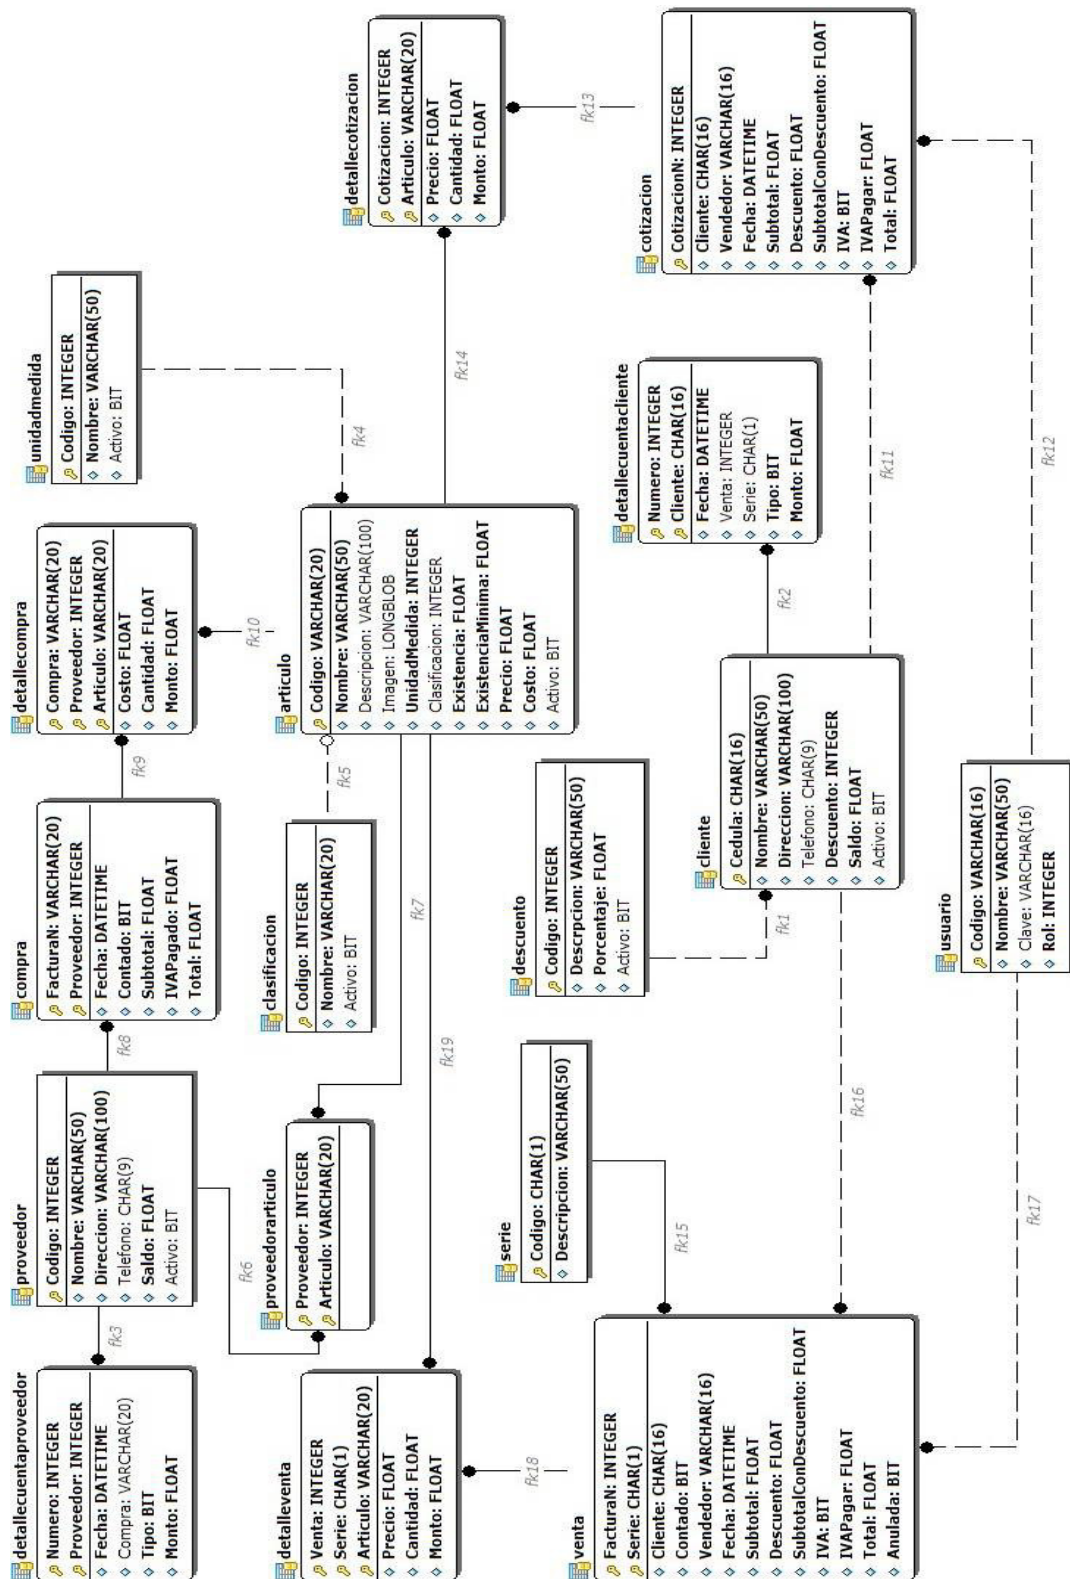 detallecuentaproveedor
Numero: INTEGER
Proveedor: INTEGER
Fecha: DATETIME
Compra: VARCHAR(20)
Tipo: BIT
Monto: FLOAT
fk3
proveedor
Codigo: INTEGER
Nombre: VARCHAR(50)
Direccion: VARCHAR(100)
Telefono: CHAR(9)
Saldo: FLOAT
Activo: BIT
fk8
compra
FacturaN: VARCHAR(20)
Proveedor: INTEGER
Fecha: DATETIME
Contado: BIT
Subtotal: FLOAT
IVAPagado: FLOAT
Total: FLOAT
fk9
detallecompra
Compra: VARCHAR(20)
Proveedor: INTEGER
Articulo: VARCHAR(20)
Costo: FLOAT
Cantidad: FLOAT
Monto: FLOAT
unidadmedida
Codigo: INTEGER
Nombre: VARCHAR(50)
Activo: BIT
fk6
fk10
fk4
detalleventa
Venta: INTEGER
Serie: CHAR(1)
Articulo: VARCHAR(20)
Precio: FLOAT
Cantidad: FLOAT
Monto: FLOAT
proveedorarticulo
Proveedor: INTEGER
Articulo: VARCHAR(20)
clasificacion
Codigo: INTEGER
Nombre: VARCHAR(20)
Activo: BIT
fk5
articulo
Codigo: VARCHAR(20)
Nombre: VARCHAR(50)
Descripcion: VARCHAR(100)
Imagen: LONGBLOB
UnidadMedida: INTEGER
Clasificacion: INTEGER
Existencia: FLOAT
ExistenciaMinima: FLOAT
Precio: FLOAT
Costo: FLOAT
Activo: BIT
detallecotizacion
Cotizacion: INTEGER
Articulo: VARCHAR(20)
Precio: FLOAT
Cantidad: FLOAT
Monto: FLOAT
fk7
fk19
fk14
fk18
fk13
serie
Codigo: CHAR(1)
Descripcion: VARCHAR(50)
descuento
Codigo: INTEGER
Descrpcion: VARCHAR(50)
Porcentaje: FLOAT
Activo: BIT
venta
FacturaN: INTEGER
Serie: CHAR(1)
Cliente: CHAR(16)
Contado: BIT
Vendedor: VARCHAR(16)
Fecha: DATETIME
Subtotal: FLOAT
Descuento: FLOAT
SubtotalConDescuento: FLOAT
IVA: BIT
IVAPagar: FLOAT
Total: FLOAT
Anulada: BIT
fk15
fk1
cliente
Cedula: CHAR(16)
Nombre: VARCHAR(50)
Direccion: VARCHAR(100)
Telefono: CHAR(9)
Descuento: INTEGER
Saldo: FLOAT
Activo: BIT
fk2
detallecuentacliente
Numero: INTEGER
Cliente: CHAR(16)
Fecha: DATETIME
Venta: INTEGER
Serie: CHAR(1)
Tipo: BIT
Monto: FLOAT
cotizacion
CotizacionN: INTEGER
Cliente: CHAR(16)
Vendedor: VARCHAR(16)
Fecha: DATETIME
Subtotal: FLOAT
Descuento: FLOAT
SubtotalConDescuento: FLOAT
IVA: BIT
IVAPagar: FLOAT
Total: FLOAT
fk16
fk11
usuario
Codigo: VARCHAR(16)
Nombre: VARCHAR(50)
Clave: VARCHAR(16)
Rol: INTEGER
fk17
fk12